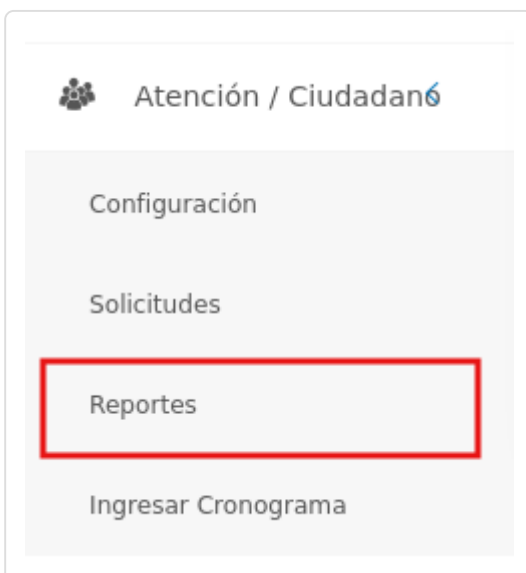 Atención / Ciudadano
Configuración
Solicitudes
Reportes
Ingresar Cronograma